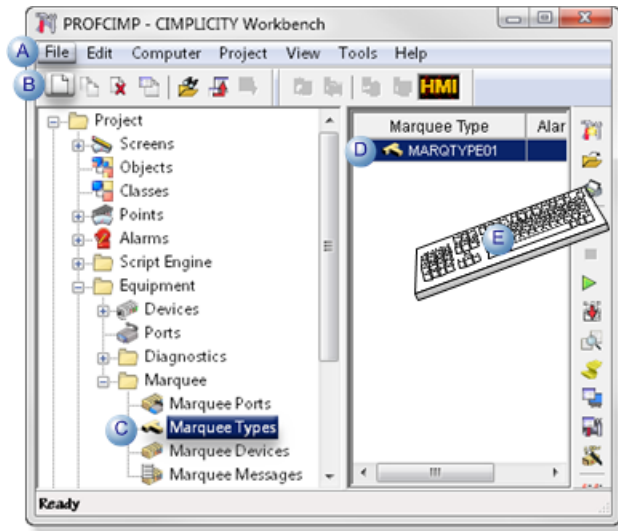 PROFCIMP - CIMPLICITY Workbench
A File Edit Computer Project View Tools Help
B HMI
Project
Screens
Objects
Classes
Points
Alarms
Script Engine
Equipment
Devices
Ports
Diagnostics
Marquee
Marquee Ports
C Marquee Types
Marquee Devices
Marquee Messages
Marquee Type Alar
D MARQTYPE01
E
Ready